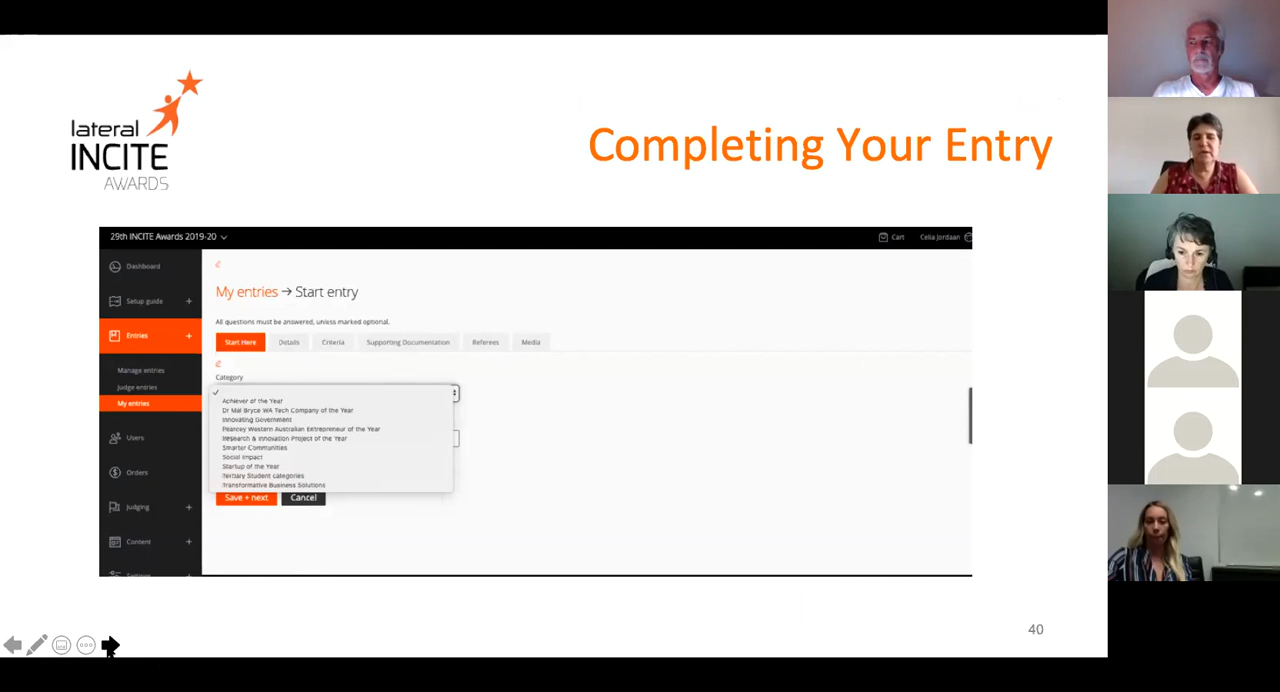 lateral
INCITE
AWARDS
Completing Your Entry
29th INCITE Awards 2019-20
Cart
Celia Jordaan
Dashboard
Setup guide
Entries
Manage entries
Judge entries
My entries
Users
Orders
Judging
Content
Settings
My entries → Start entry
All questions must be answered, unless marked optional.
Start Here Details Criteria Supporting Documentation Referees Media
Category
Achiever of the Year
Dr Mal Bryce WA Tech Company of the Year
Innovating Government
Pearcey Western Australian Entrepreneur of the Year
Research & Innovation Project of the Year
Smarter Communities
Social Impact
Startup of the Year
Tertiary Student categories
Transformative Business Solutions
Save + next Cancel
40